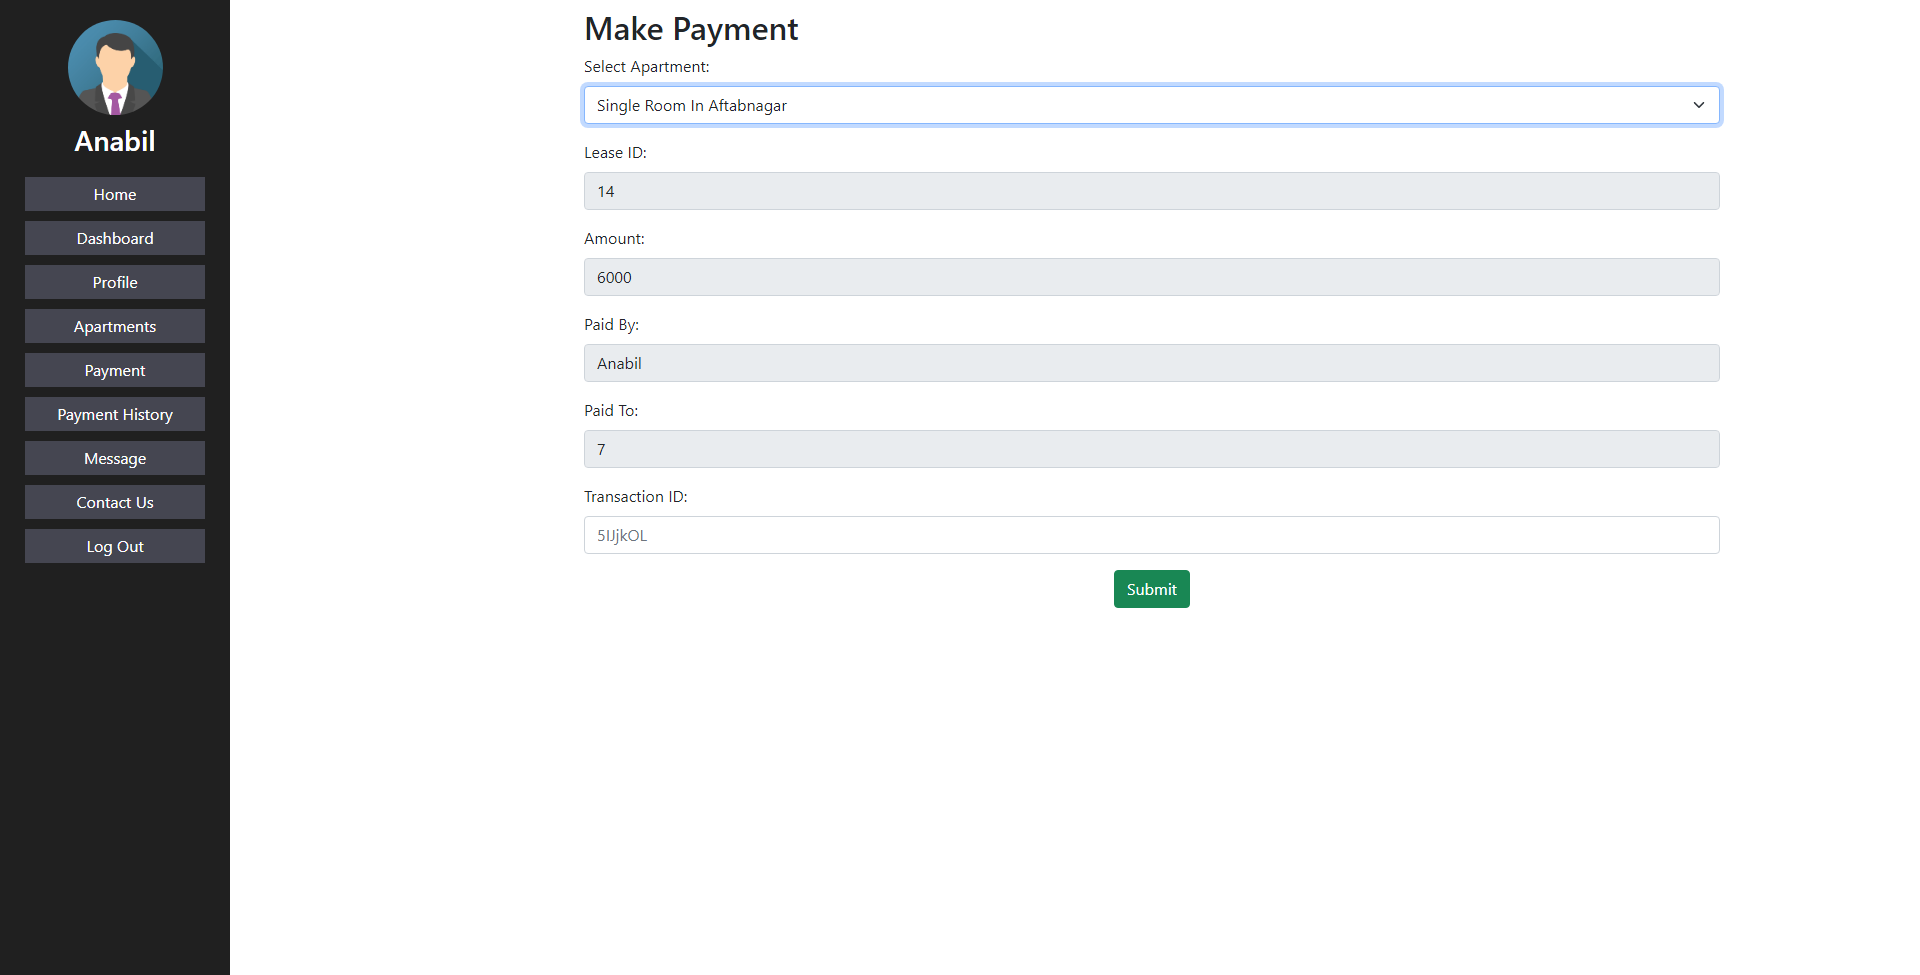 Anabil
Home
Dashboard
Profile
Apartments
Payment
Payment History
Message
Contact Us
Log Out
Make Payment
Select Apartment:
Single Room In Aftabnagar
Lease ID:
14
Amount:
6000
Paid By:
Anabil
Paid To:
7
Transaction ID:
5IJjkOL
Submit